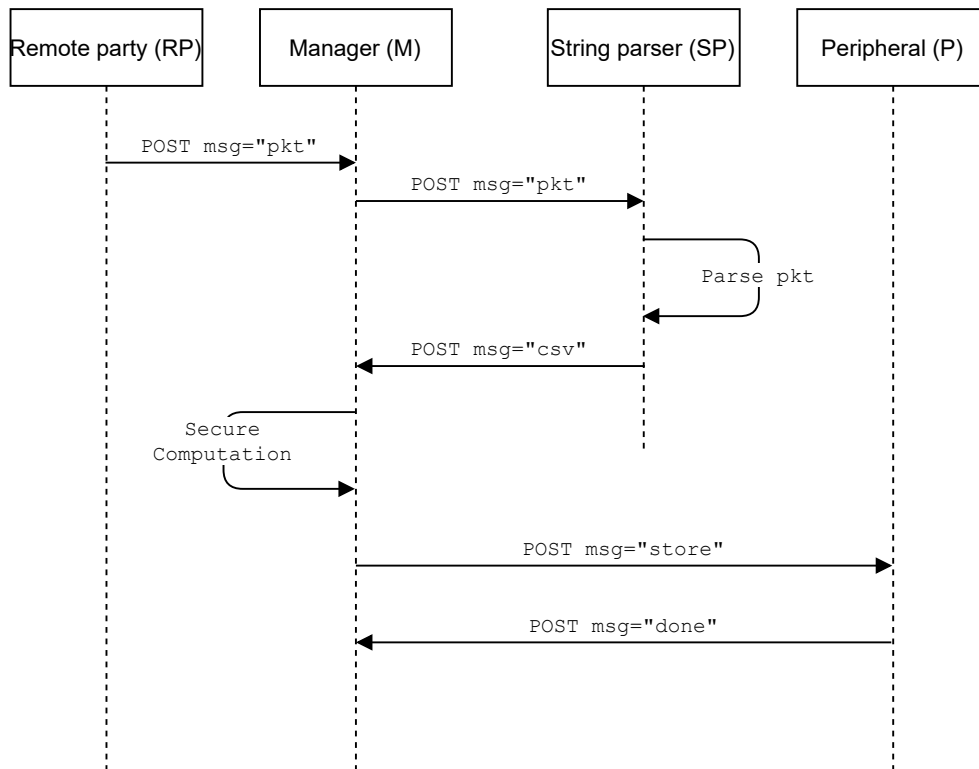 Remote party (RP)
Manager (M)
String parser (SP)
Peripheral (P)
POST msg="pkt"
POST msg="pkt"
Parse pkt
POST msg="csv"
Secure
Computation
POST msg="store"
POST msg="done"